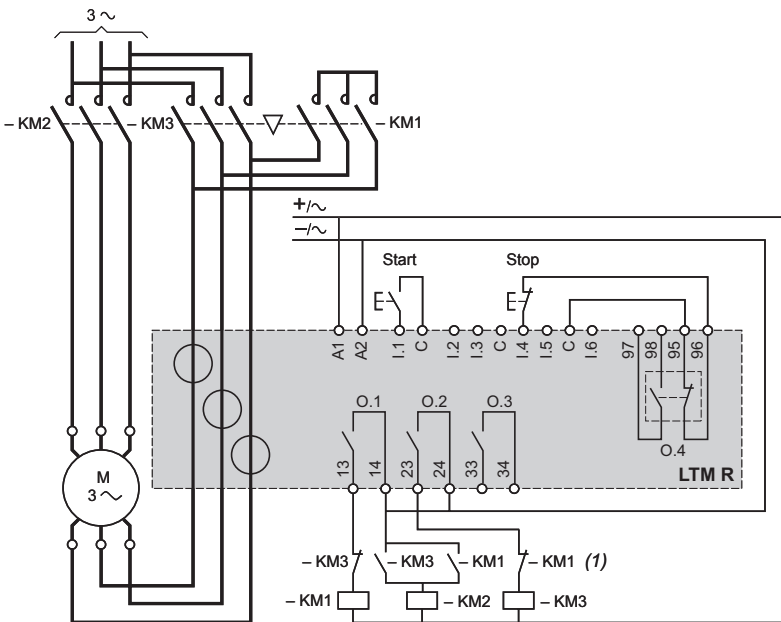 3 ~
– KM2
– KM3
– KM1
+/~
–/~
Start
Stop
A1
A2
I.1
C
I.2
I.3
C
I.4
I.5
C
I.6
97
98
95
96
O.1
O.2
O.3
O.4
13
14
23
24
33
34
LTM R
M
3 ~
– KM3
– KM3
– KM1
– KM1 (1)
– KM1
– KM2
– KM3